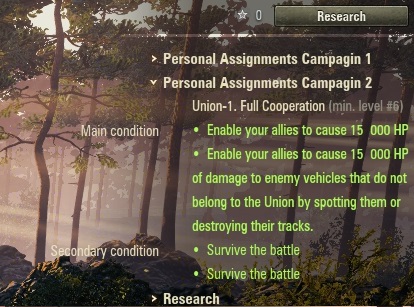 0 Research
Personal Assignments Campagin 1
Personal Assignments Campagin 2
Union-1. Full Cooperation (min. level #6)
Main condition • Enable your allies to cause 15 000 HP
• Enable your allies to cause 15 000 HP
of damage to enemy vehicles that do not
belong to the Union by spotting them or
destroying their tracks.
Secondary condition • Survive the battle
• Survive the battle
Research